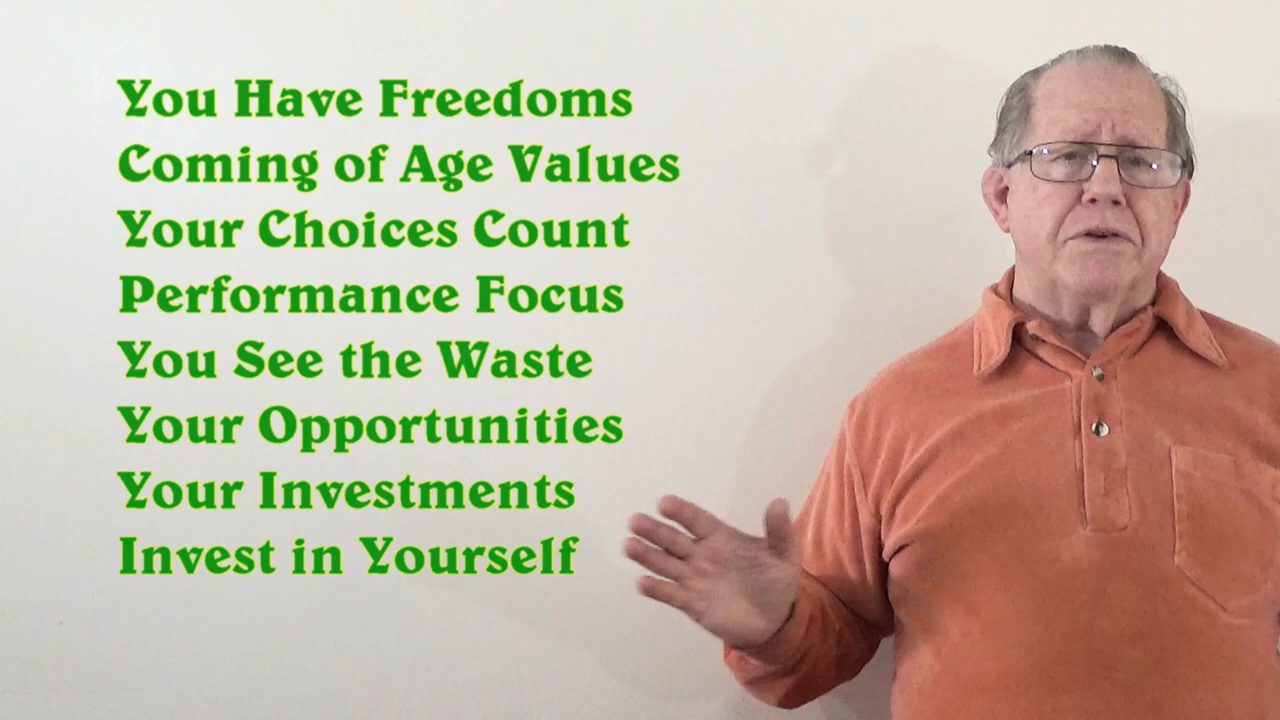 You Have Freedoms
Coming of Age Values
Your Choices Count
Performance Focus
You See the Waste
Your Opportunities
Your Investments
Invest in Yourself